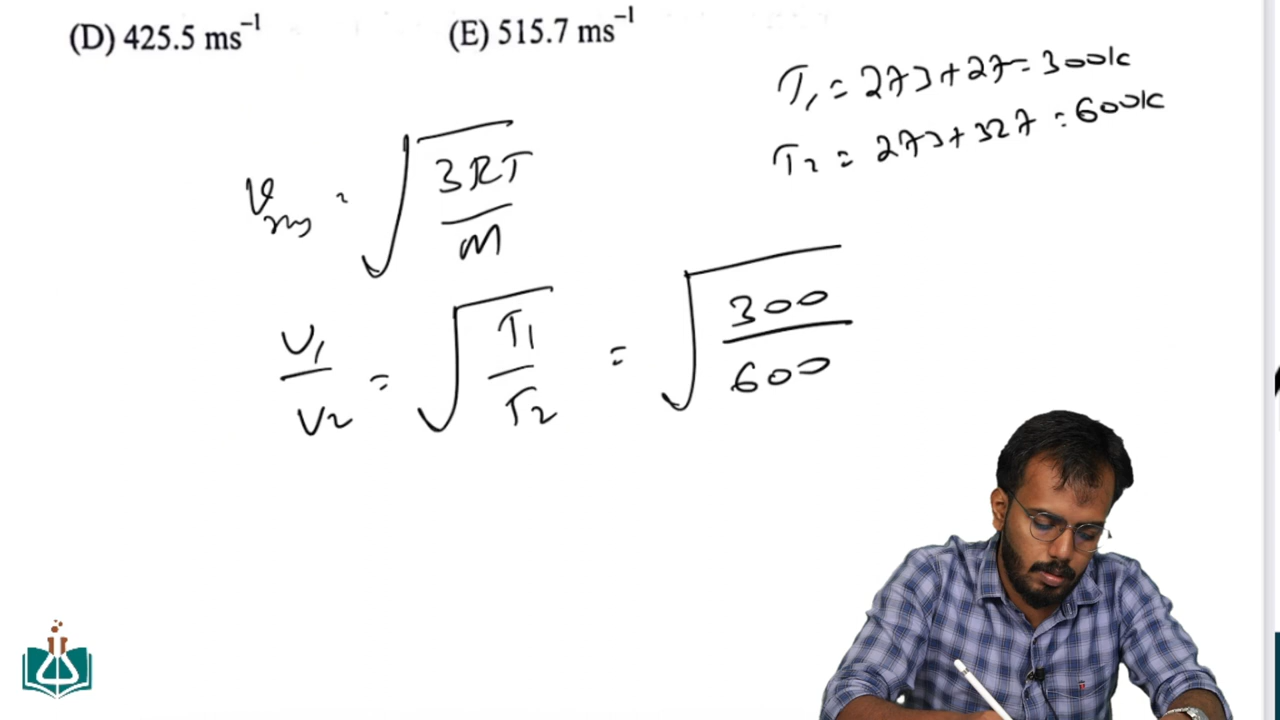 (D) 425.5 ms⁻¹ (E) 515.7 ms⁻¹
T₁ = 273+27 = 300K
T₂ = 273+327 = 600K
V_rms = √(3RT/M)
V₁/V₂ = √(T₁/T₂) = √(300/600)